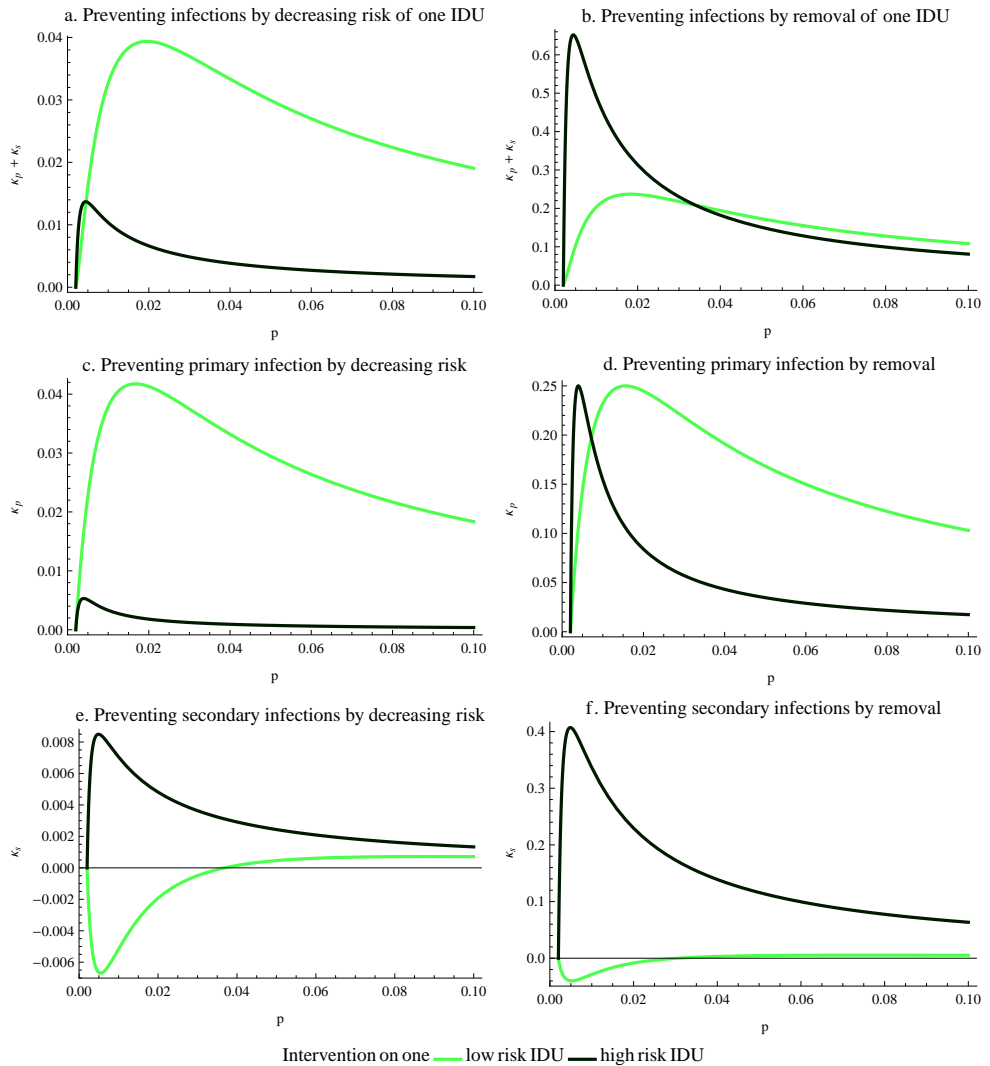 a. Preventing infections by decreasing risk of one IDU
0.04
0.03
0.02
0.01
0.00
κp + κs
0.00 0.02 0.04 0.06 0.08 0.10
p
b. Preventing infections by removal of one IDU
0.6
0.5
0.4
0.3
0.2
0.1
0.0
κp + κs
0.00 0.02 0.04 0.06 0.08 0.10
p
c. Preventing primary infection by decreasing risk
0.04
0.03
0.02
0.01
0.00
κp
0.00 0.02 0.04 0.06 0.08 0.10
p
d. Preventing primary infection by removal
0.25
0.20
0.15
0.10
0.05
0.00
κp
0.00 0.02 0.04 0.06 0.08 0.10
p
e. Preventing secondary infections by decreasing risk
0.008
0.006
0.004
0.002
0.000
−0.002
−0.004
−0.006
κs
0.00 0.02 0.04 0.06 0.08 0.10
p
f. Preventing secondary infections by removal
0.4
0.3
0.2
0.1
0.0
κs
0.00 0.02 0.04 0.06 0.08 0.10
p
Intervention on one low risk IDU high risk IDU